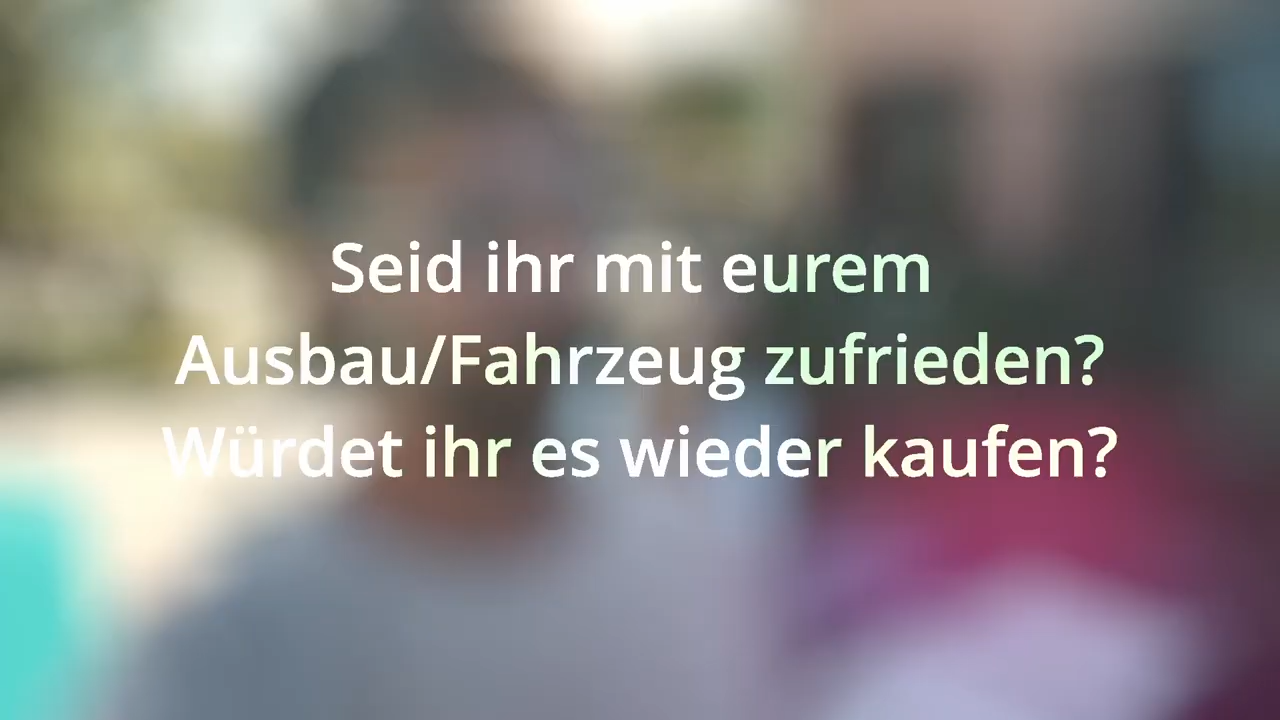 Seid ihr mit eurem
Ausbau/Fahrzeug zufrieden?
Würdet ihr es wieder kaufen?